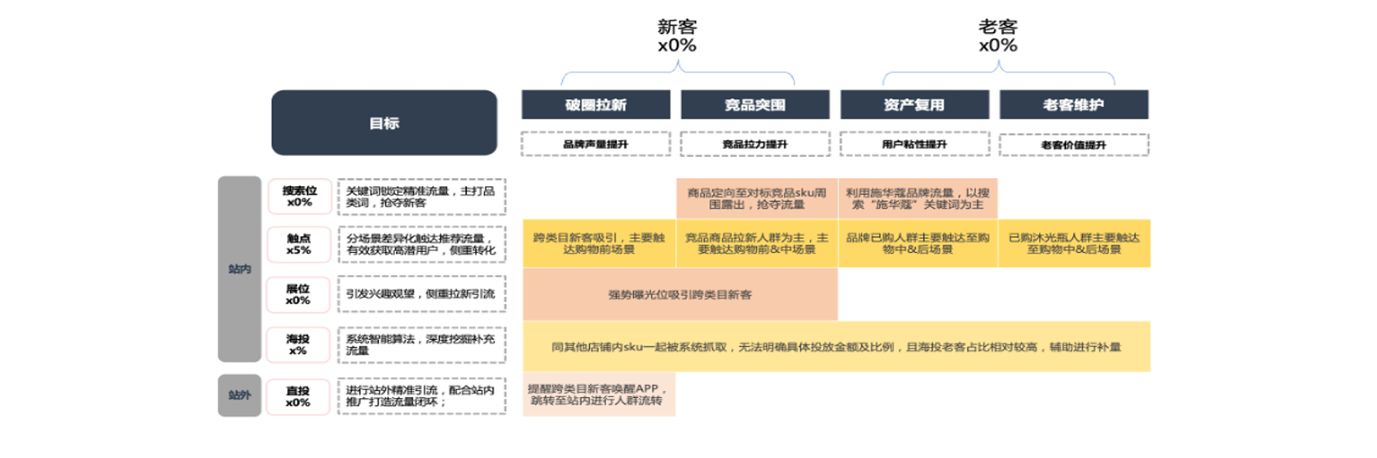 新客
x0%
老客
x0%
目标
破圈拉新
竞品突围
资产复用
老客维护
品牌声量提升
竞品拉力提升
用户粘性提升
老客价值提升
站内
搜索位
x0%
关键词锁定精准流量，主打品
类词，抢夺新客
商品定向至对标竞品sku周
围露出，抢夺流量
利用施华蔻品牌流量，以搜
索“施华蔻”关键词为主
触点
x5%
分场景差异化触达推荐流量，
有效获取高潜用户，侧重转化
跨类目新客吸引，主要触
达购物前场景
竞品商品拉新人群为主，主
要触达购物前&中场景
品牌已购人群主要触达至购
物中&后场景
已购沐光瓶人群主要触达
至购物中&后场景
展位
x0%
引发兴趣观望，侧重拉新引流
强势曝光位吸引跨类目新客
海投
x%
系统智能算法，深度挖掘补充
流量
同其他店铺内sku一起被系统抓取，无法明确具体投放金额及比例，且海投老客占比相对较高，辅助进行补量
站外
直投
x0%
进行站外精准引流，配合站内
推广打造流量闭环；
提醒跨类目新客唤醒APP，
跳转至站内进行人群流转